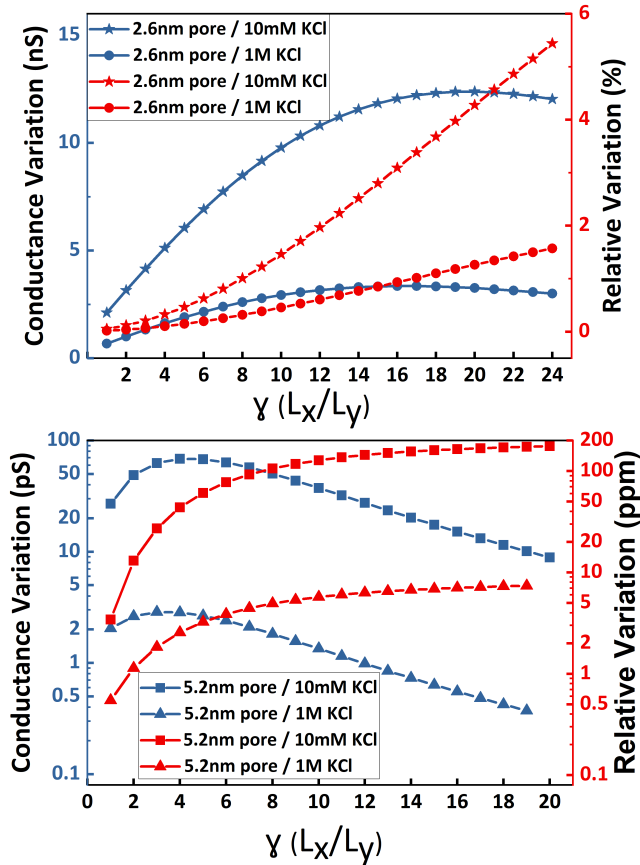 15
10
5
0
Conductance Variation (nS)
2.6nm pore / 10mM KCl
2.6nm pore / 1M KCl
2.6nm pore / 10mM KCl
2.6nm pore / 1M KCl
6
4
2
0
Relative Variation (%)
2 4 6 8 10 12 14 16 18 20 22 24
ɣ (Lx/Ly)
100
50
20
10
5
2
1
0.5
0.1
Conductance Variation (pS)
200
100
50
20
10
5
2
1
0.5
0.1
Relative Variation (ppm)
5.2nm pore / 10mM KCl
5.2nm pore / 1M KCl
5.2nm pore / 10mM KCl
5.2nm pore / 1M KCl
0 2 4 6 8 10 12 14 16 18 20
ɣ (Lx/Ly)